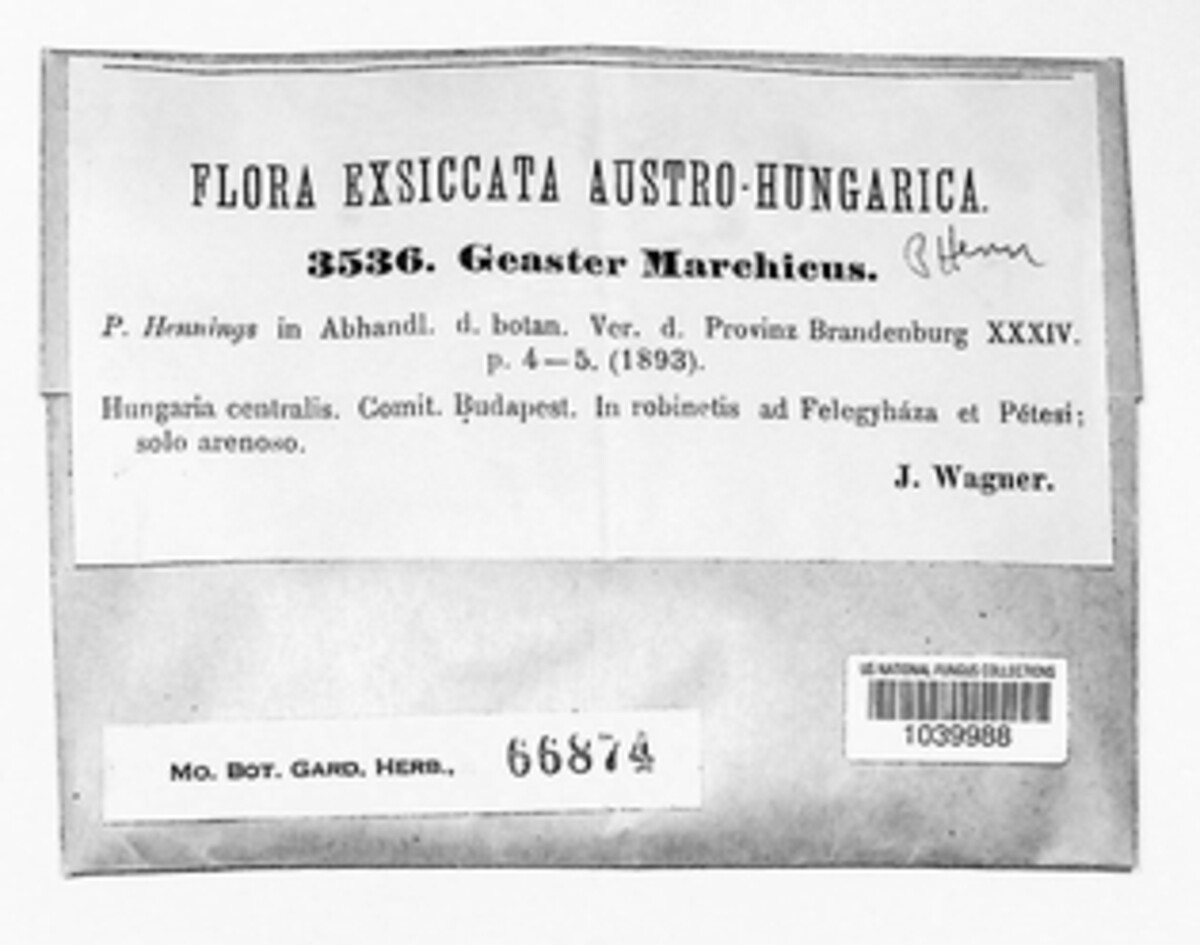 FLORA EXSICCATA AUSTRO-HUNGARICA.
3536. Geaster Marchicus. P Henn
P. Hennings in Abhandl. d. botan. Ver. d. Provinz Brandenburg XXXIV.
p. 4—5. (1893).
Hungaria centralis. Comit. Budapest. In robinetis ad Felegyháza et Pétesi;
solo arenoso.
J. Wagner.
US NATIONAL FUNGUS COLLECTIONS
1039988
MO. BOT. GARD. HERB., 66874